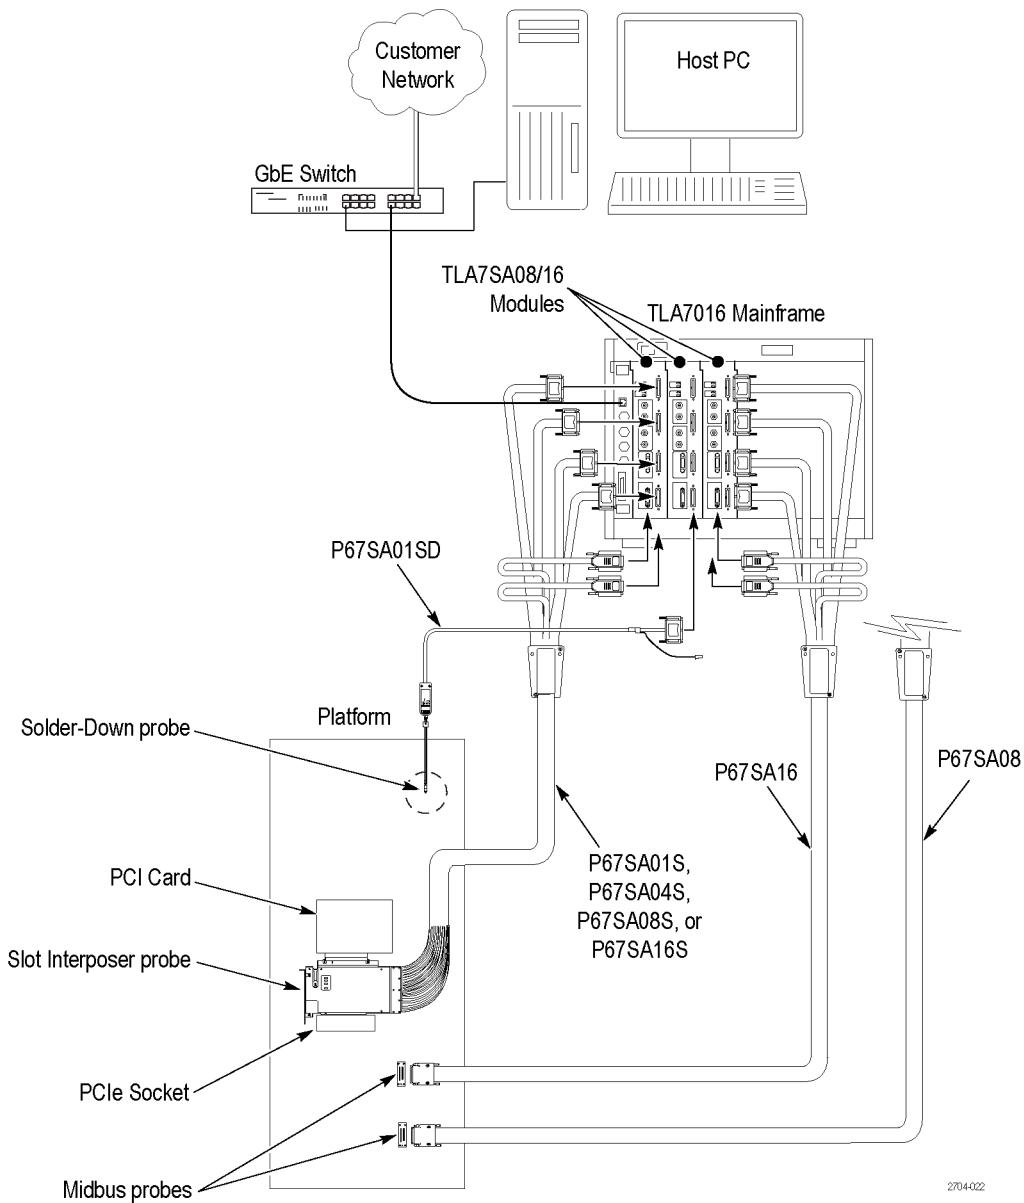 Customer
Network
Host PC
GbE Switch
TLA7SA08/16
Modules
TLA7016 Mainframe
P67SA01SD
Platform
Solder-Down probe
P67SA16
P67SA08
P67SA01S,
P67SA04S,
P67SA08S, or
P67SA16S
PCI Card
Slot Interposer probe
PCIe Socket
Midbus probes
2704-022